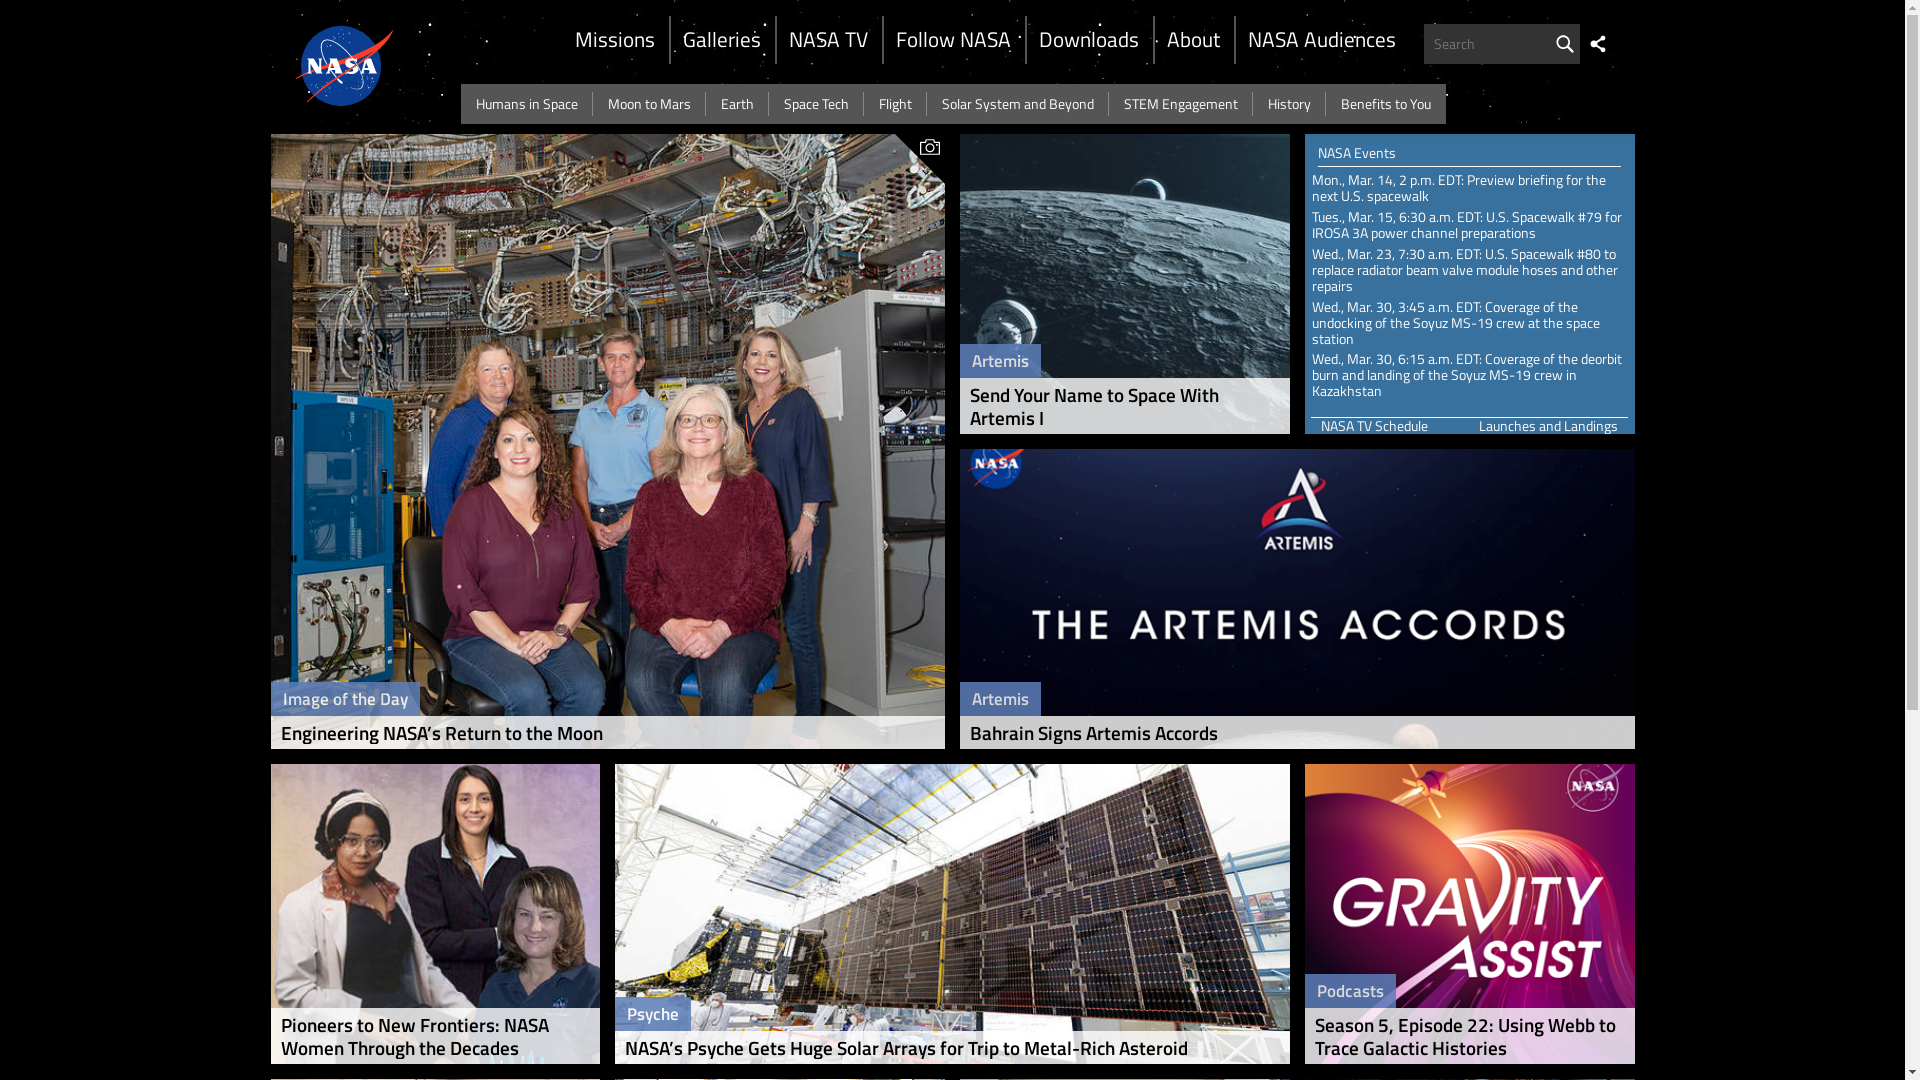 NASA
Missions
Galleries
NASA TV
Follow NASA
Downloads
About
NASA Audiences
Search
Humans in Space
Moon to Mars
Earth
Space Tech
Flight
Solar System and Beyond
STEM Engagement
History
Benefits to You
Image of the Day
Engineering NASA’s Return to the Moon
Artemis
Send Your Name to Space With
Artemis I
NASA Events
Mon., Mar. 14, 2 p.m. EDT: Preview briefing for the
next U.S. spacewalk
Tues., Mar. 15, 6:30 a.m. EDT: U.S. Spacewalk #79 for
IROSA 3A power channel preparations
Wed., Mar. 23, 7:30 a.m. EDT: U.S. Spacewalk #80 to
replace radiator beam valve module hoses and other
repairs
Wed., Mar. 30, 3:45 a.m. EDT: Coverage of the
undocking of the Soyuz MS-19 crew at the space
station
Wed., Mar. 30, 6:15 a.m. EDT: Coverage of the deorbit
burn and landing of the Soyuz MS-19 crew in
Kazakhstan
NASA TV Schedule
Launches and Landings
NASA
ARTEMIS
THE ARTEMIS ACCORDS
Artemis
Bahrain Signs Artemis Accords
Pioneers to New Frontiers: NASA
Women Through the Decades
Psyche
NASA’s Psyche Gets Huge Solar Arrays for Trip to Metal-Rich Asteroid
NASA
GRAVITY
ASSIST
Podcasts
Season 5, Episode 22: Using Webb to
Trace Galactic Histories